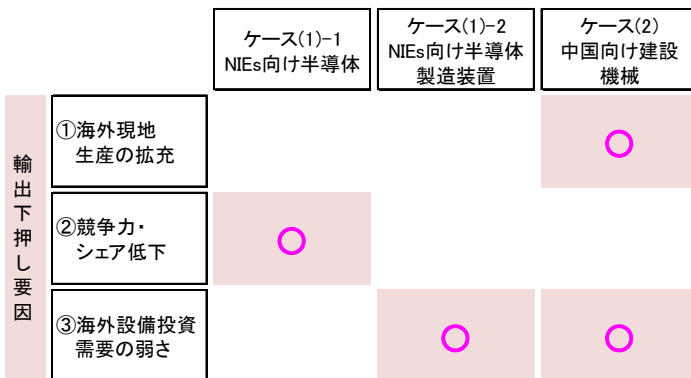 ケース(1)-1
NIEs向け半導体
ケース(1)-2
NIEs向け半導体
製造装置
ケース(2)
中国向け建設
機械
輸出下押し要因
①海外現地
生産の拡充
②競争力・
シェア低下
③海外設備投資
需要の弱さ